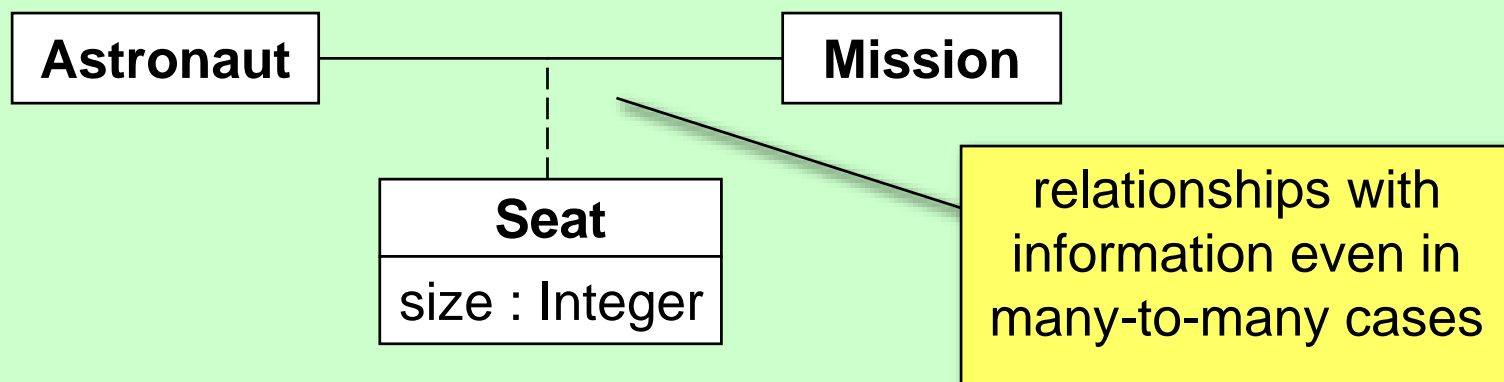 Astronaut
Mission
Seat
size : Integer
relationships with
information even in
many-to-many cases